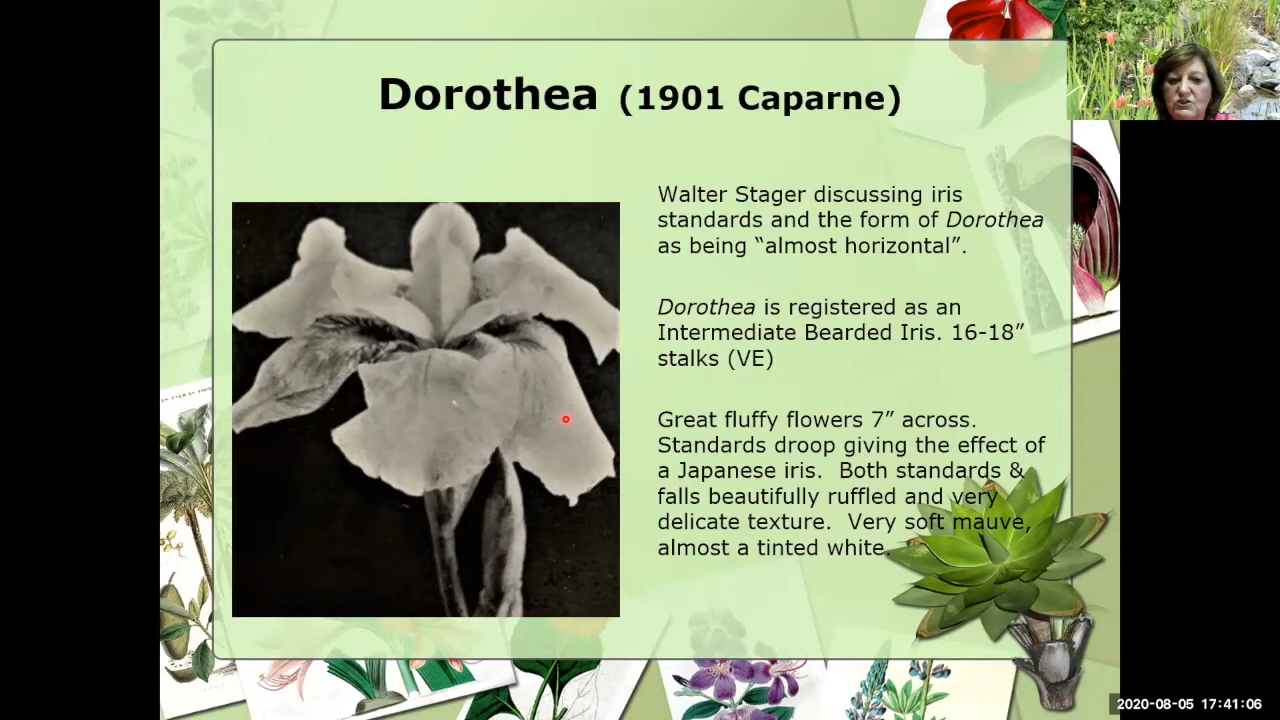 Dorothea (1901 Caparne)
Walter Stager discussing iris
standards and the form of Dorothea
as being “almost horizontal”.
Dorothea is registered as an
Intermediate Bearded Iris. 16-18”
stalks (VE)
Great fluffy flowers 7” across.
Standards droop giving the effect of
a Japanese iris. Both standards &
falls beautifully ruffled and very
delicate texture. Very soft mauve,
almost a tinted white.
2020-08-05 17:41:06